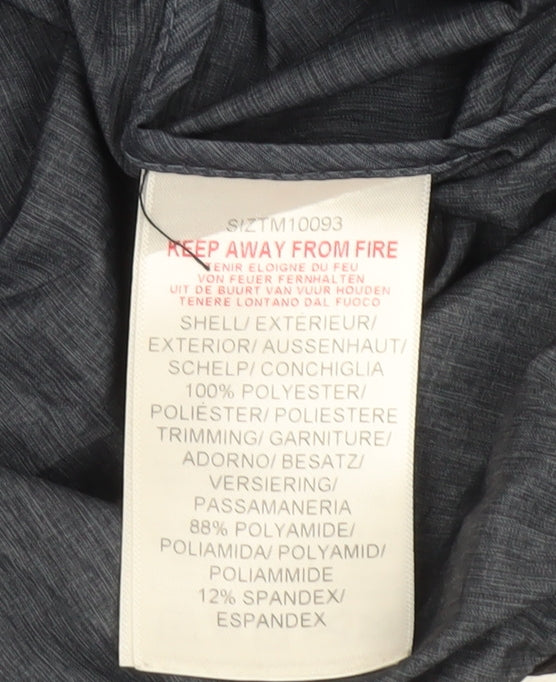 SIZTM10093
KEEP AWAY FROM FIRE
TENIR ELOIGNE DU FEU
VON FEUER FERNHALTEN
UIT DE BUURT VAN VUUR HOUDEN
TENERE LONTANO DAL FUOCO
SHELL/ EXTERIEUR/
EXTERIOR/ AUSSENHAUT/
SCHELP/ CONCHIGLIA
100% POLYESTER/
POLIÉSTER/ POLIESTERE
TRIMMING/ GARNITURE/
ADORNO/ BESATZ/
VERSIERING/
PASSAMANERIA
88% POLYAMIDE/
POLIAMIDA/ POLYAMID/
POLIAMMIDE
12% SPANDEX/
ESPANDEX